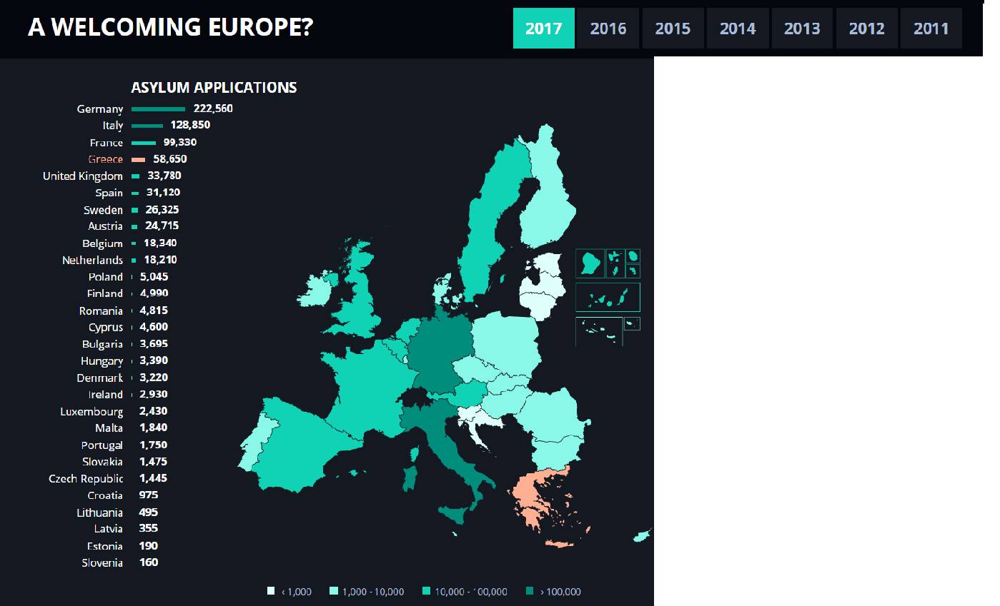 A WELCOMING EUROPE?
2017 2016 2015 2014 2013 2012 2011
ASYLUM APPLICATIONS
Germany 222,560
Italy 128,850
France 99,330
Greece 58,650
United Kingdom 33,780
Spain 31,120
Sweden 26,325
Austria 24,715
Belgium 18,340
Netherlands 18,210
Poland 5,045
Finland 4,990
Romania 4,815
Cyprus 4,600
Bulgaria 3,695
Hungary 3,390
Denmark 3,220
Ireland 2,930
Luxembourg 2,430
Malta 1,840
Portugal 1,750
Slovakia 1,475
Czech Republic 1,445
Croatia 975
Lithuania 495
Latvia 355
Estonia 190
Slovenia 160
< 1,000 1,000 - 10,000 10,000 - 100,000 > 100,000